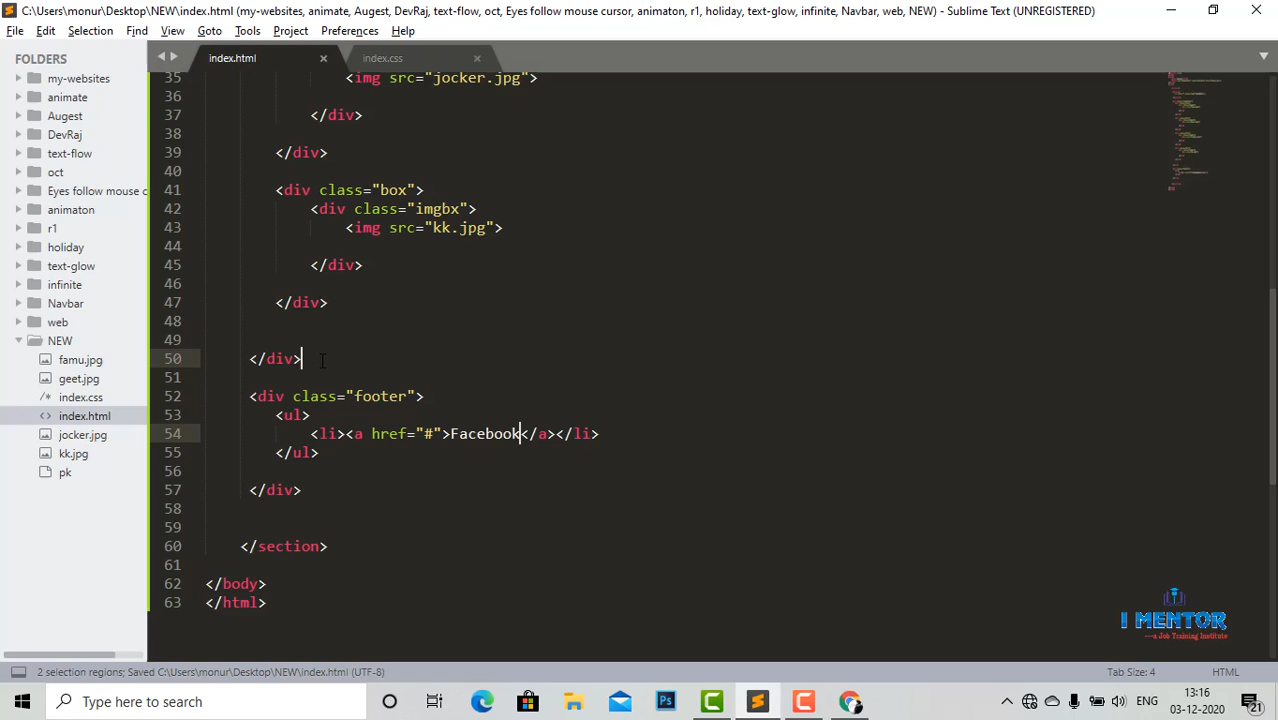 C:\Users\monur\Desktop\NEW\index.html (my-websites, animate, Augest, DevRaj, text-flow, oct, Eyes follow mouse cursor, animaton, r1, holiday, text-glow, infinite, Navbar, web, NEW) - Sublime Text (UNREGISTERED)
File Edit Selection Find View Goto Tools Project Preferences Help
FOLDERS
my-websites
animate
Augest
DevRaj
text-flow
oct
Eyes follow mouse c
animaton
r1
holiday
text-glow
infinite
Navbar
web
NEW
famu.jpg
geet.jpg
index.css
index.html
jocker.jpg
kk.jpg
pk
index.html index.css
35 <img src="jocker.jpg">
36
37 </div>
38
39 </div>
40
41 <div class="box">
42 <div class="imgbx">
43 <img src="kk.jpg">
44
45 </div>
46
47 </div>
48
49
50 </div>
51
52 <div class="footer">
53 <ul>
54 <li><a href="#">Facebook</a></li>
55 </ul>
56
57 </div>
58
59
60 </section>
61
62 </body>
63 </html>
I MENTOR
-a Job Training Institute
2 selection regions; Saved C:\Users\monur\Desktop\NEW\index.html (UTF-8) Tab Size: 4 HTML
Type here to search
Ps
ENG
13:16
03-12-2020
21